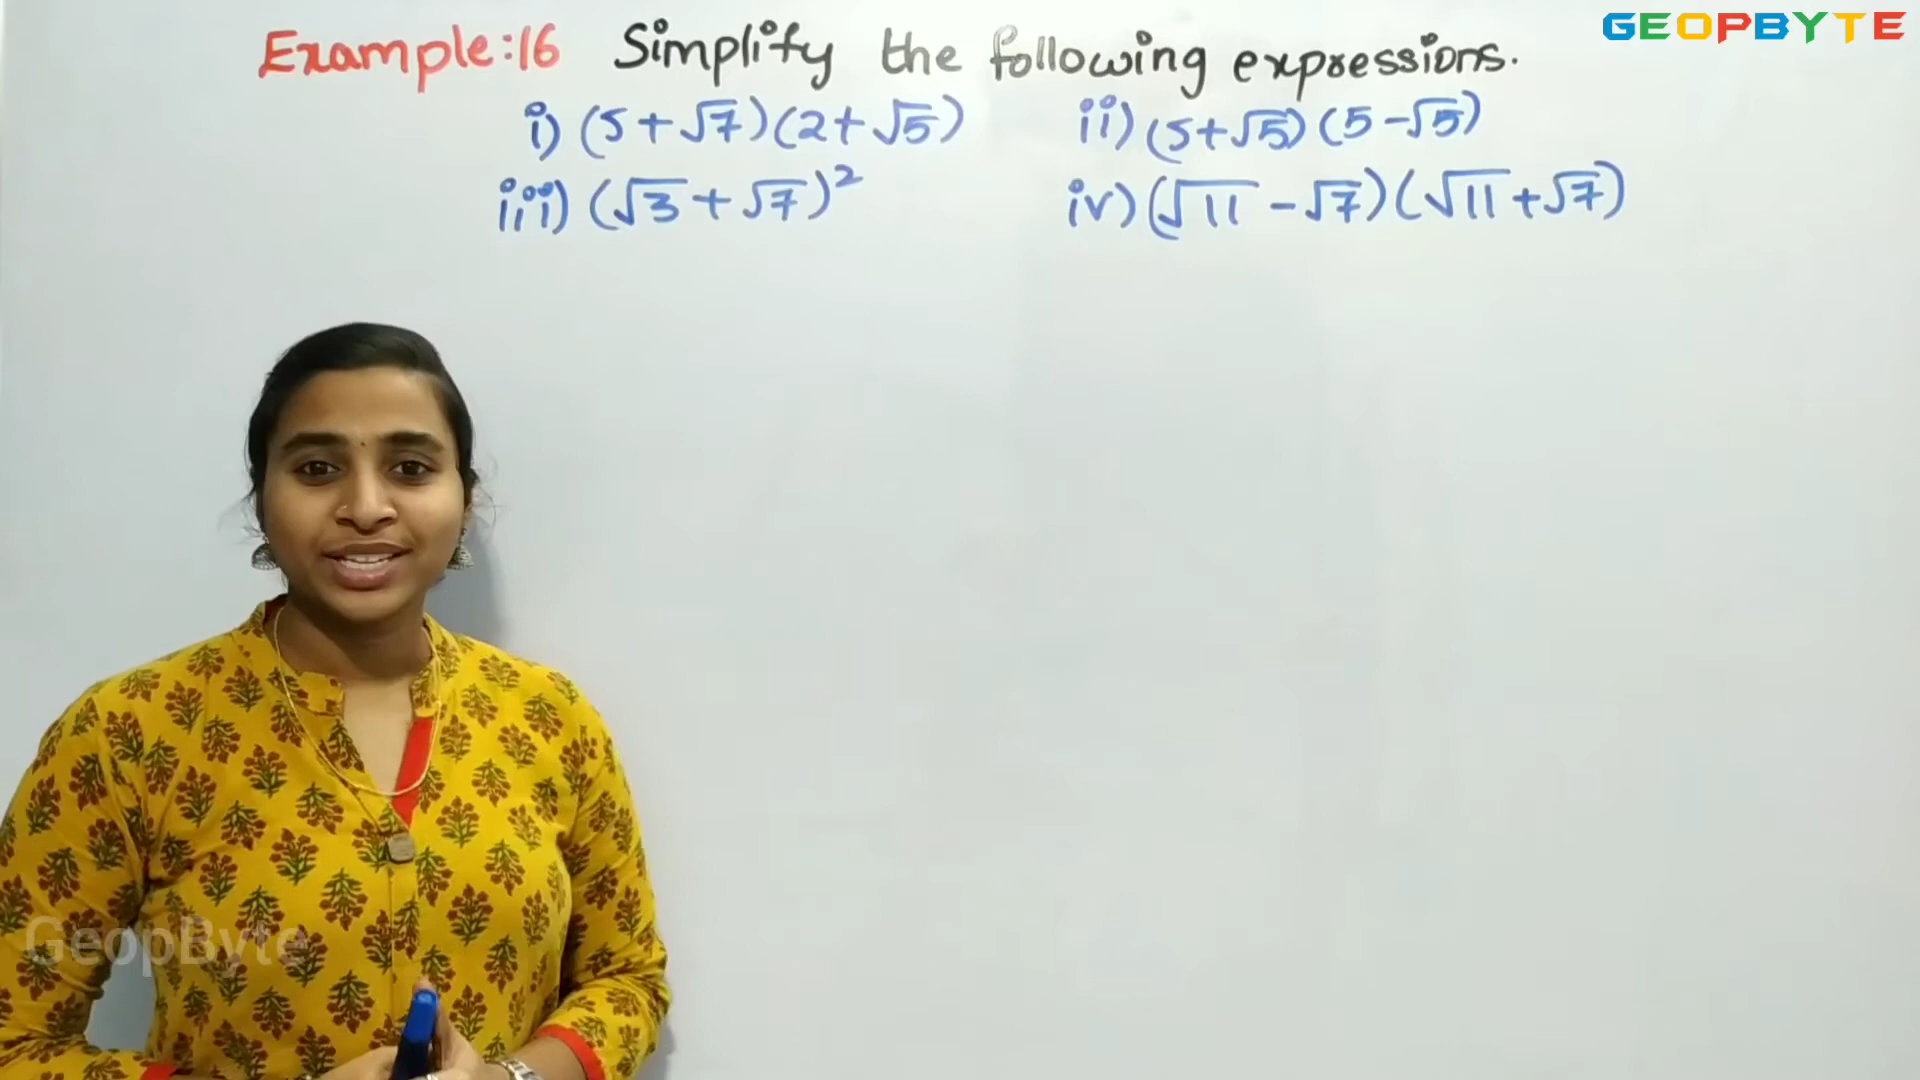 GEOPBYTE
Example:16 Simplify the following expressions.
i) (5+√7)(2+√5) ii) (5+√5)(5-√5)
iii) (√3+√7)² iv) (√11-√7)(√11+√7)
GeopByte